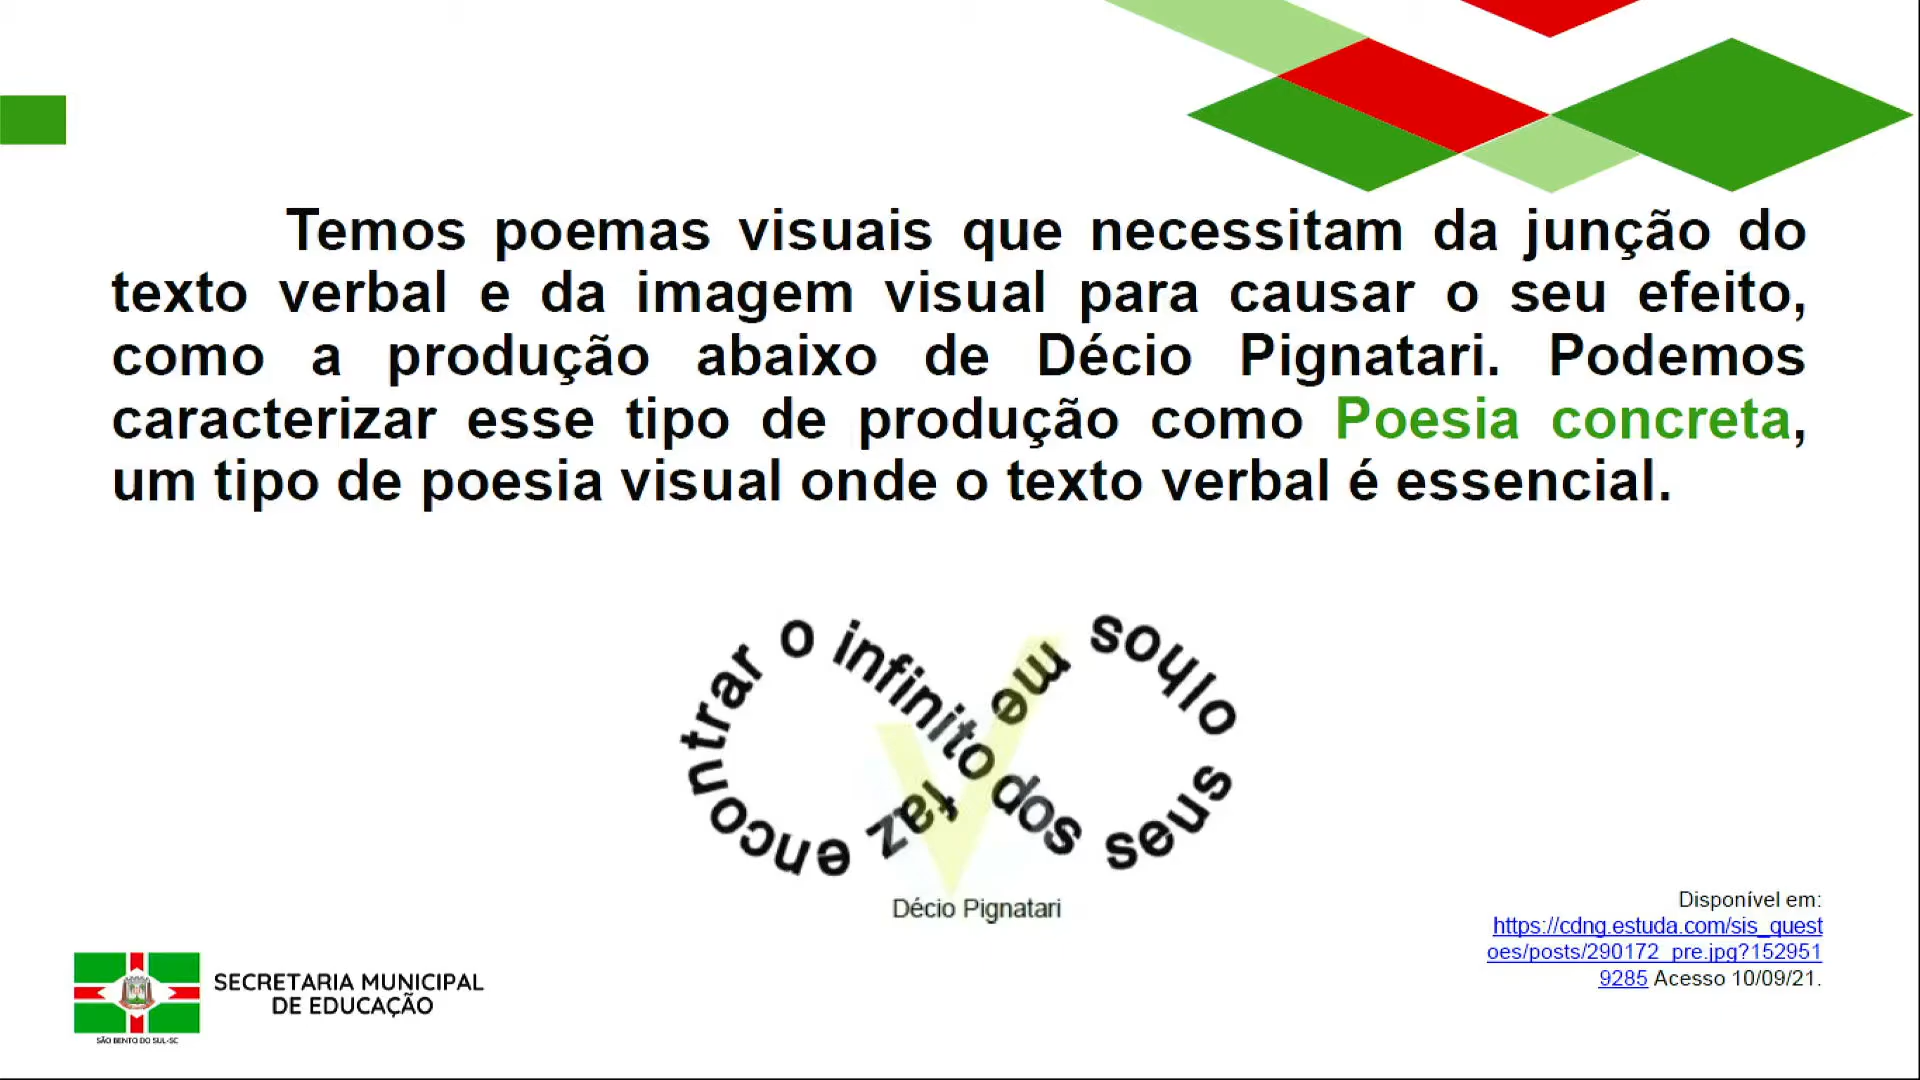 Temos poemas visuais que necessitam da junção do
texto verbal e da imagem visual para causar o seu efeito,
como a produção abaixo de Décio Pignatari. Podemos
caracterizar esse tipo de produção como Poesia concreta,
um tipo de poesia visual onde o texto verbal é essencial.
encontrar o infinito dos seus olhos me faz
Décio Pignatari
Disponível em:
https://cdng.estuda.com/sis_quest
oes/posts/290172_pre.jpg?152951
9285 Acesso 10/09/21.
SECRETARIA MUNICIPAL
DE EDUCAÇÃO
SÃO BENTO DO SUL-SC